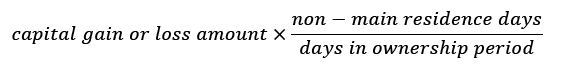 capital gain or loss amount × non − main residence days
days in ownership period